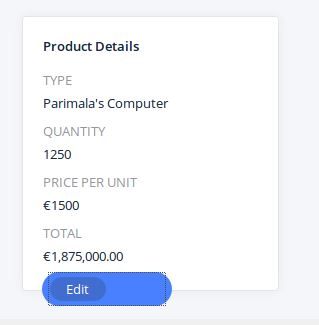 Product Details
TYPE
Parimala's Computer
QUANTITY
1250
PRICE PER UNIT
€1500
TOTAL
€1,875,000.00
Edit